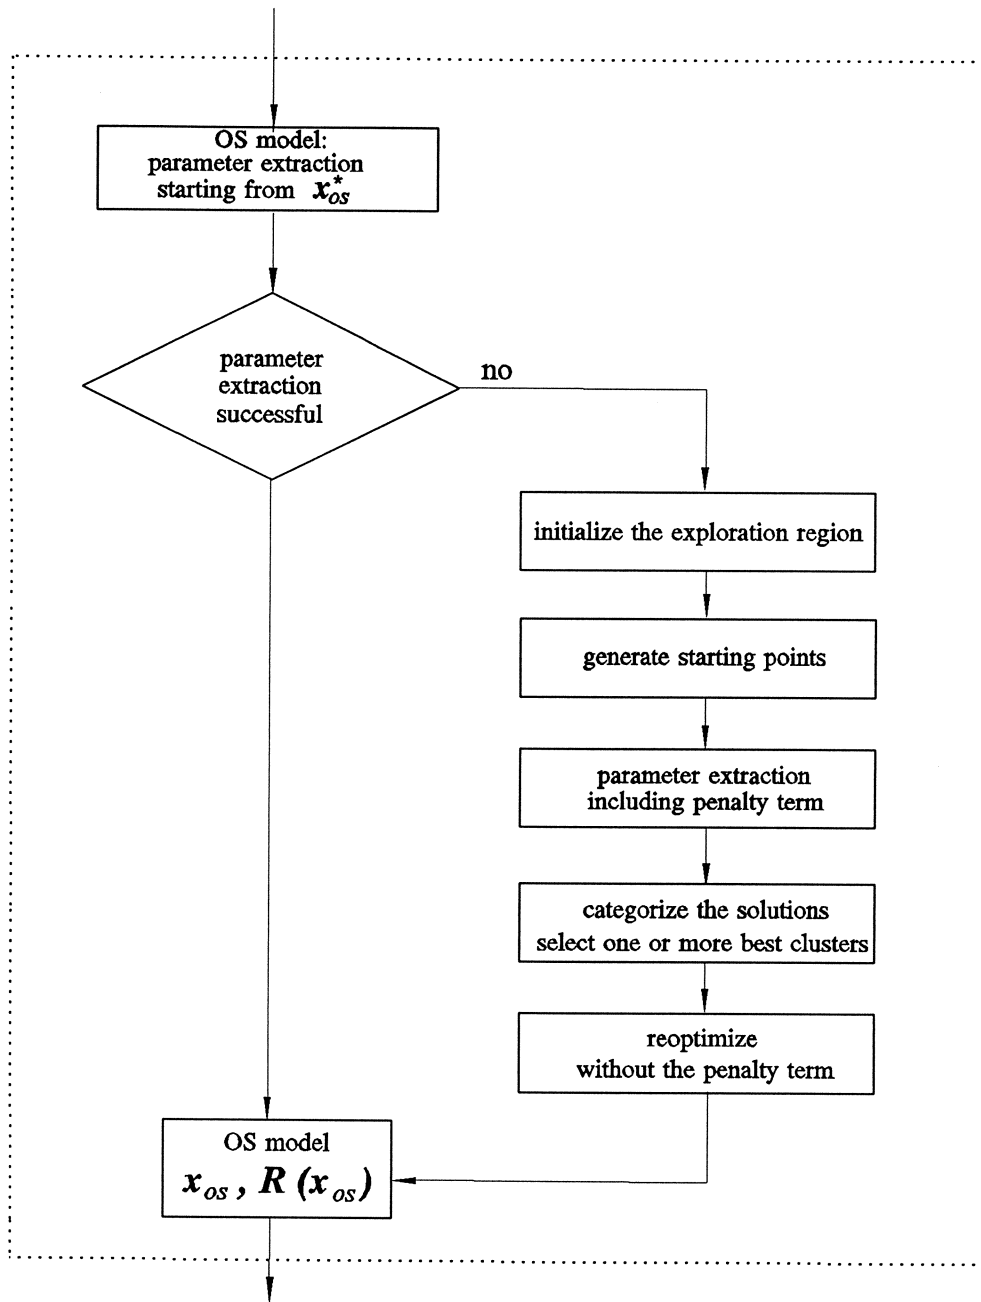 OS model:
parameter extraction
starting from x*os
parameter
extraction
successful
no
initialize the exploration region
generate starting points
parameter extraction
including penalty term
categorize the solutions
select one or more best clusters
reoptimize
without the penalty term
OS model
x os , R (x os )